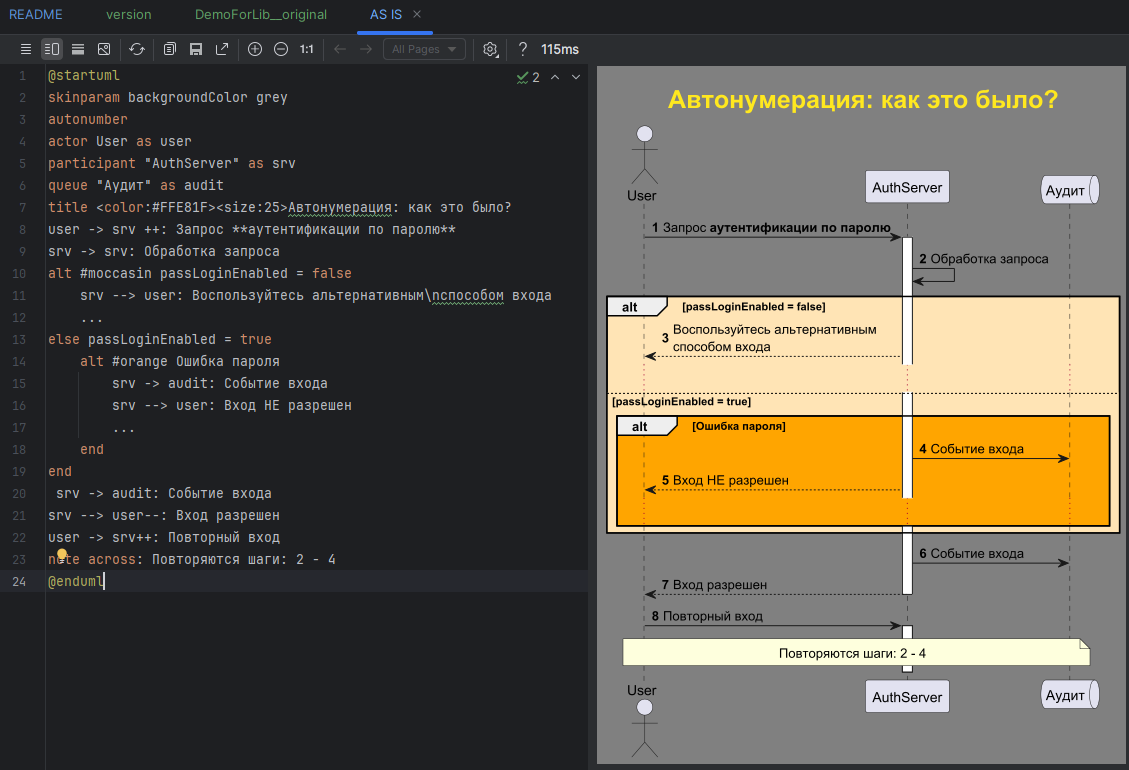 README version DemoForLib__original AS IS
1:1 All Pages ? 115ms
2
1 @startuml
2 skinparam backgroundColor grey
3 autonumber
4 actor User as user
5 participant "AuthServer" as srv
6 queue "Аудит" as audit
7 title <color:#FFE81F><size:25>Автонумерация: как это было?
8 user -> srv ++: Запрос **аутентификации по паролю**
9 srv -> srv: Обработка запроса
10 alt #moccasin passLoginEnabled = false
11 srv --> user: Воспользуйтесь альтернативным\nспособом входа
12 ...
13 else passLoginEnabled = true
14 alt #orange Ошибка пароля
15 srv -> audit: Событие входа
16 srv --> user: Вход НЕ разрешен
17 ...
18 end
19 end
20 srv -> audit: Событие входа
21 srv --> user--: Вход разрешен
22 user -> srv++: Повторный вход
23 note across: Повторяются шаги: 2 - 4
24 @enduml
Автонумерация: как это было?
User
AuthServer
Аудит
1 Запрос аутентификации по паролю
2 Обработка запроса
alt [passLoginEnabled = false]
3 Воспользуйтесь альтернативным
способом входа
[passLoginEnabled = true]
alt [Ошибка пароля]
4 Событие входа
5 Вход НЕ разрешен
6 Событие входа
7 Вход разрешен
8 Повторный вход
Повторяются шаги: 2 - 4
User
AuthServer
Аудит